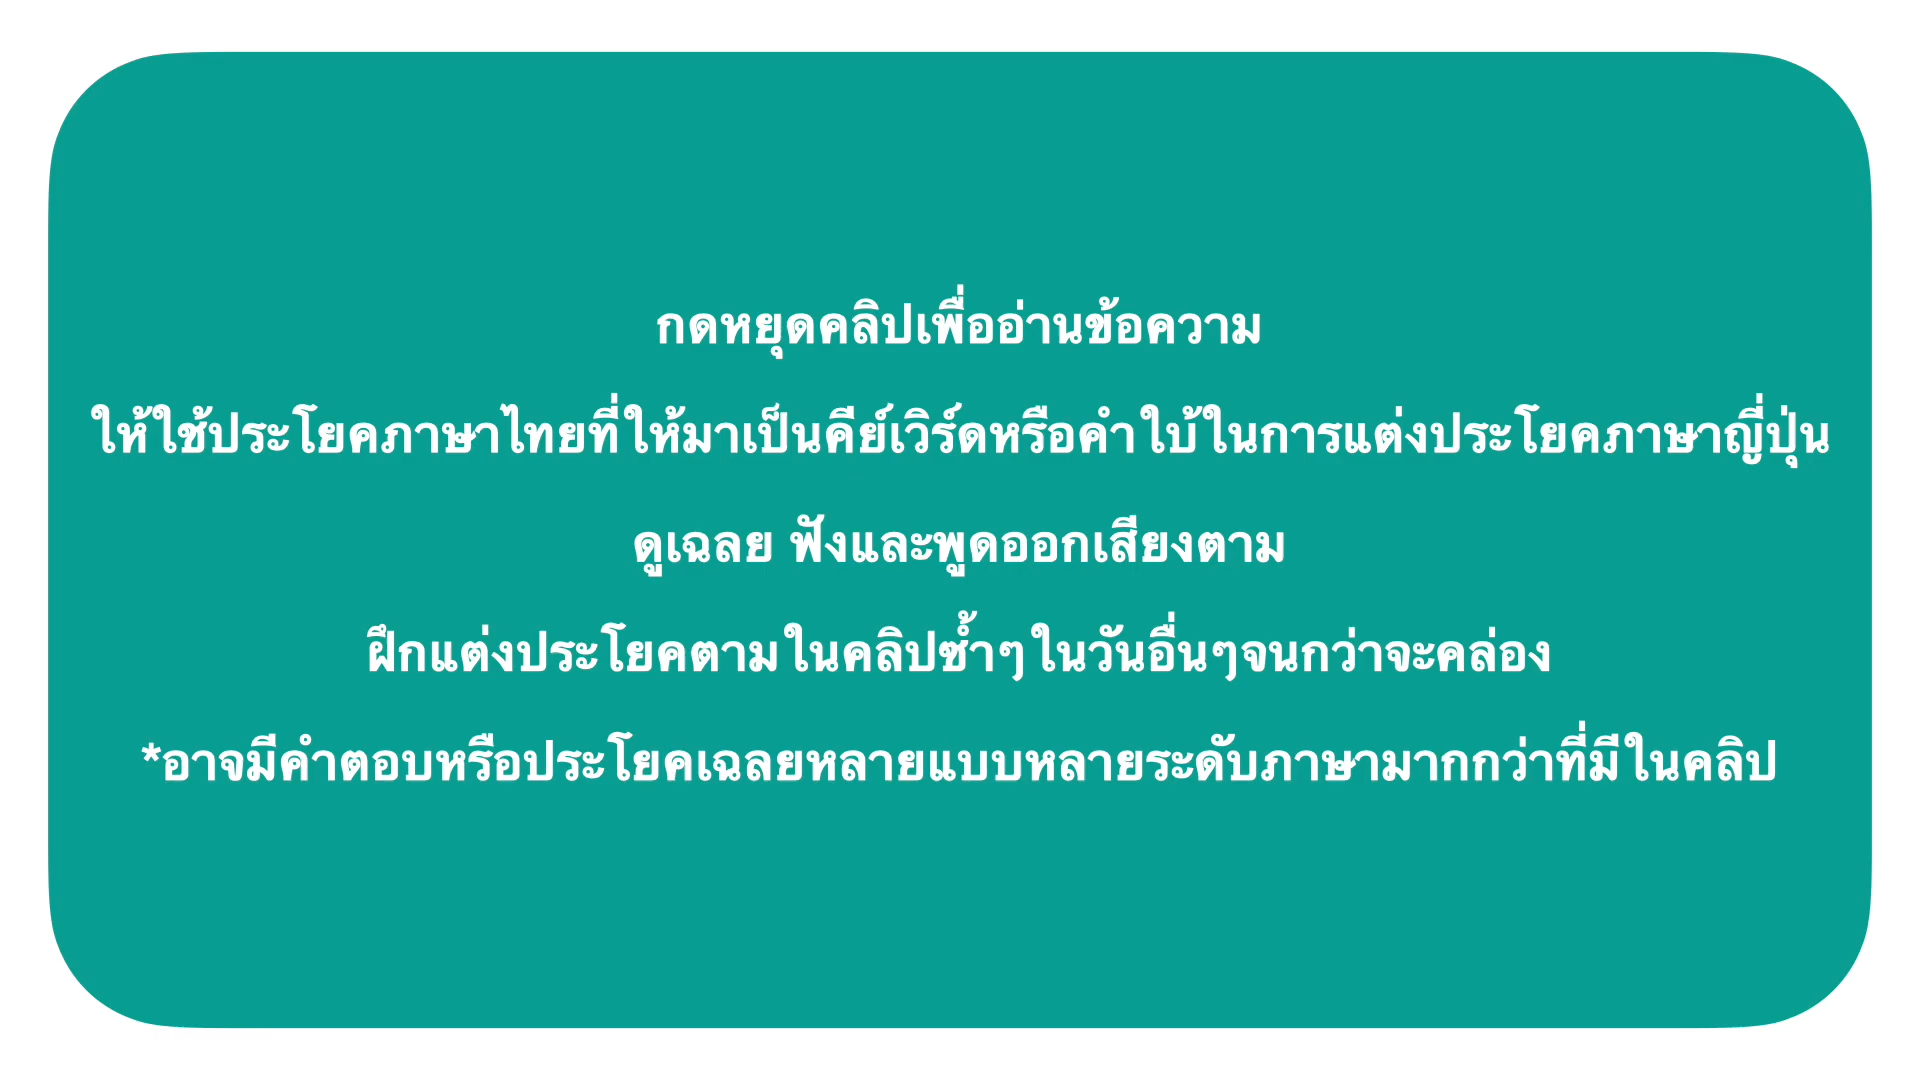 กดหยุดคลิปเพื่ออ่านข้อความ
ให้ใช้ประโยคภาษาไทยที่ให้มาเป็นคีย์เวิร์ดหรือคำใบ้ในการแต่งประโยคภาษาญี่ปุ่น
ดูเฉลย ฟังและพูดออกเสียงตาม
ฝึกแต่งประโยคตามในคลิปซ้ำๆในวันอื่นๆจนกว่าจะคล่อง
*อาจมีคำตอบหรือประโยคเฉลยหลายแบบหลายระดับภาษามากกว่าที่มีในคลิป